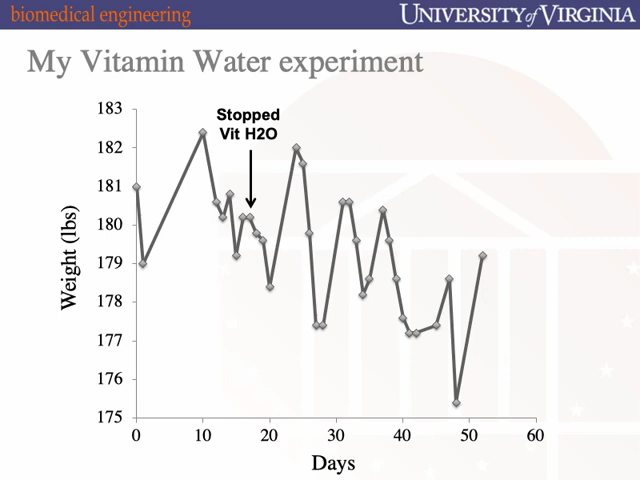 biomedical engineering
UNIVERSITY of VIRGINIA
My Vitamin Water experiment
Stopped
Vit H2O
183
182
181
180
179
178
177
176
175
Weight (lbs)
0 10 20 30 40 50 60
Days